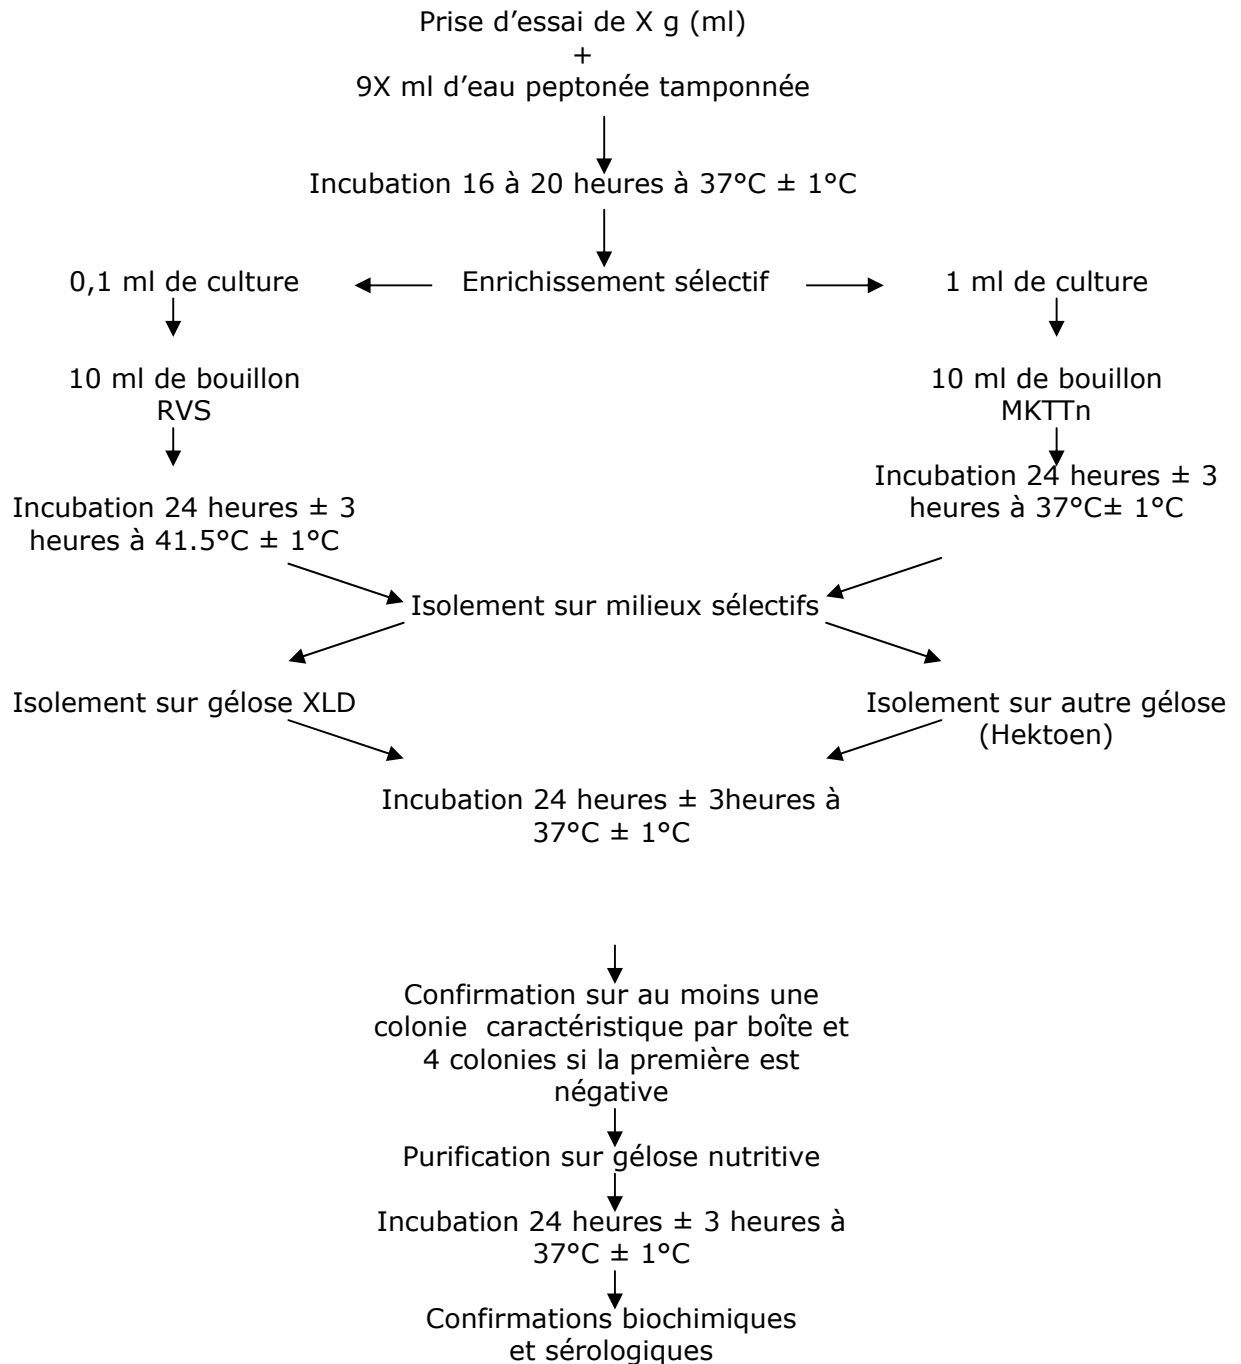 Prise d’essai de X g (ml)
+
9X ml d’eau peptonée tamponnée
Incubation 16 à 20 heures à 37°C ± 1°C
0,1 ml de culture
Enrichissement sélectif
1 ml de culture
10 ml de bouillon
RVS
10 ml de bouillon
MKTTn
Incubation 24 heures ± 3
heures à 41.5°C ± 1°C
Incubation 24 heures ± 3
heures à 37°C± 1°C
Isolement sur milieux sélectifs
Isolement sur gélose XLD
Isolement sur autre gélose
(Hektoen)
Incubation 24 heures ± 3heures à
37°C ± 1°C
Confirmation sur au moins une
colonie  caractéristique par boîte et
4 colonies si la première est
négative
Purification sur gélose nutritive
Incubation 24 heures ± 3 heures à
37°C ± 1°C
Confirmations biochimiques
et sérologiques